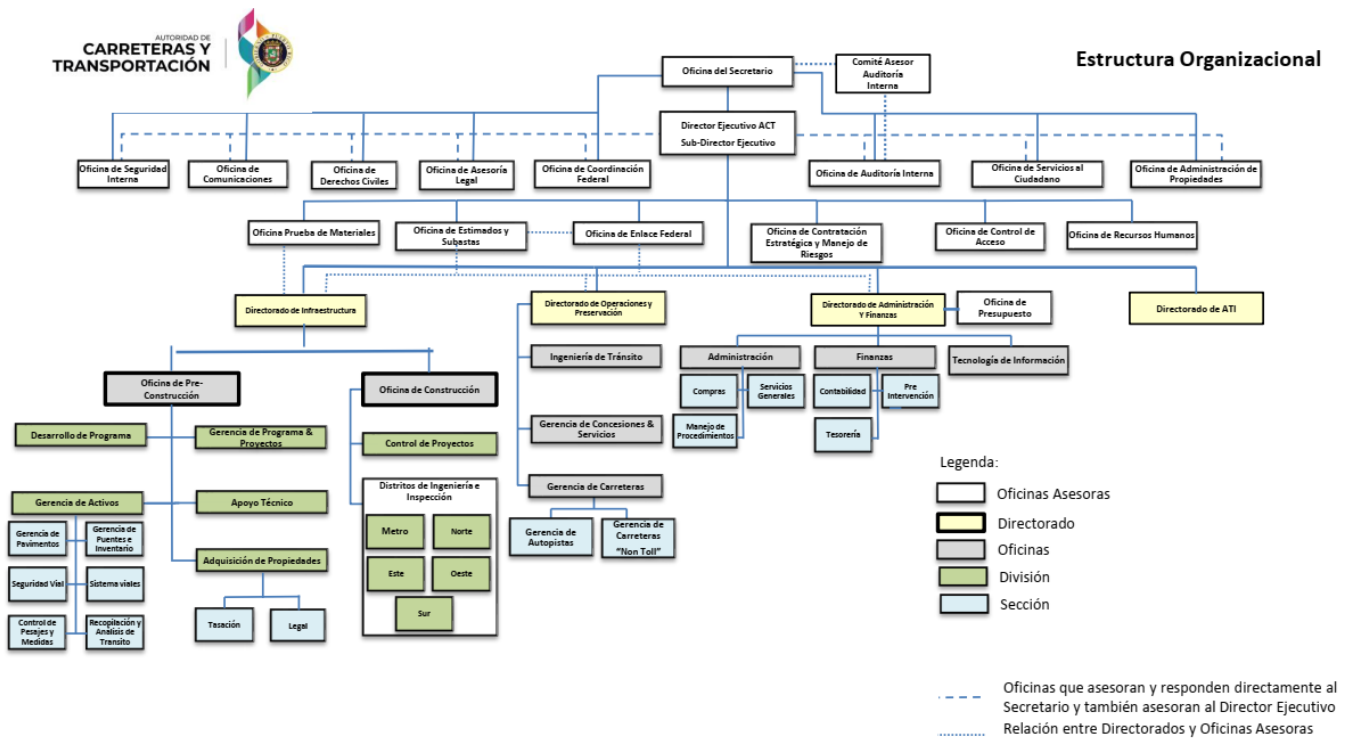 AUTORIDAD DE
CARRETERAS Y
TRANSPORTACIÓN
Estructura Organizacional
Oficina del Secretario
Comité Asesor
Auditoría
Interna
Director Ejecutivo ACT
Sub-Director Ejecutivo
Oficina de Seguridad
Interna
Oficina de
Comunicaciones
Oficina de
Derechos Civiles
Oficina de Asesoría
Legal
Oficina de Coordinación
Federal
Oficina de Auditoría Interna
Oficina de Servicios al
Ciudadano
Oficina de Administración de
Propiedades
Oficina Prueba de Materiales
Oficina de Estimados y
Subastas
Oficina de Enlace Federal
Oficina de Contratación
Estratégica y Manejo de
Riesgos
Oficina de Control de
Acceso
Oficina de Recursos Humanos
Directorado de Infraestructura
Directorado de Operaciones y
Preservación
Directorado de Administración
Y Finanzas
Oficina de
Presupuesto
Directorado de ATI
Oficina de Pre-
Construcción
Oficina de Construcción
Ingeniería de Tránsito
Administración
Finanzas
Tecnología de Información
Compras
Servicios
Generales
Contabilidad
Pre
Intervención
Manejo de
Procedimientos
Tesorería
Desarrollo de Programa
Gerencia de Programa &
Proyectos
Control de Proyectos
Gerencia de Concesiones &
Servicios
Gerencia de Activos
Apoyo Técnico
Distritos de Ingeniería e
Inspección
Gerencia de Carreteras
Metro
Norte
Este
Oeste
Sur
Gerencia de
Autopistas
Gerencia de
Carreteras
"Non Toll"
Gerencia de
Pavimentos
Gerencia de
Puentes e
Inventario
Seguridad Vial
Sistema viales
Control de
Pesajes y
Medidas
Recopilación y
Análisis de
Transito
Adquisición de Propiedades
Tasación
Legal
Legenda:
Oficinas Asesoras
Directorado
Oficinas
División
Sección
Oficinas que asesoran y responden directamente al
Secretario y también asesoran al Director Ejecutivo
Relación entre Directorados y Oficinas Asesoras